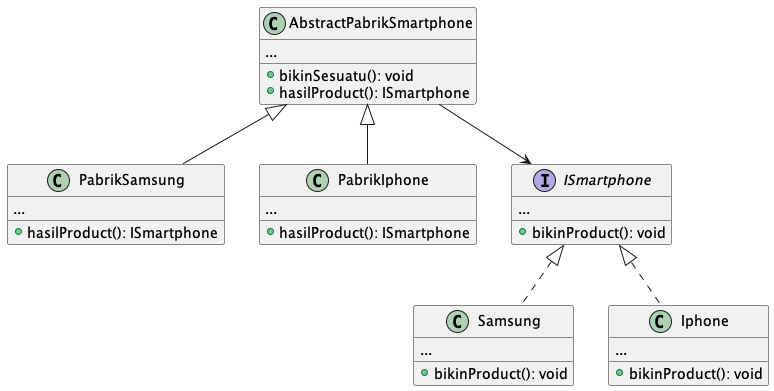 C AbstractPabrikSmartphone
...
bikinSesuatu(): void
hasilProduct(): ISmartphone
C PabrikSamsung
...
hasilProduct(): ISmartphone
C PabrikIphone
...
hasilProduct(): ISmartphone
I ISmartphone
...
bikinProduct(): void
C Samsung
...
bikinProduct(): void
C Iphone
...
bikinProduct(): void